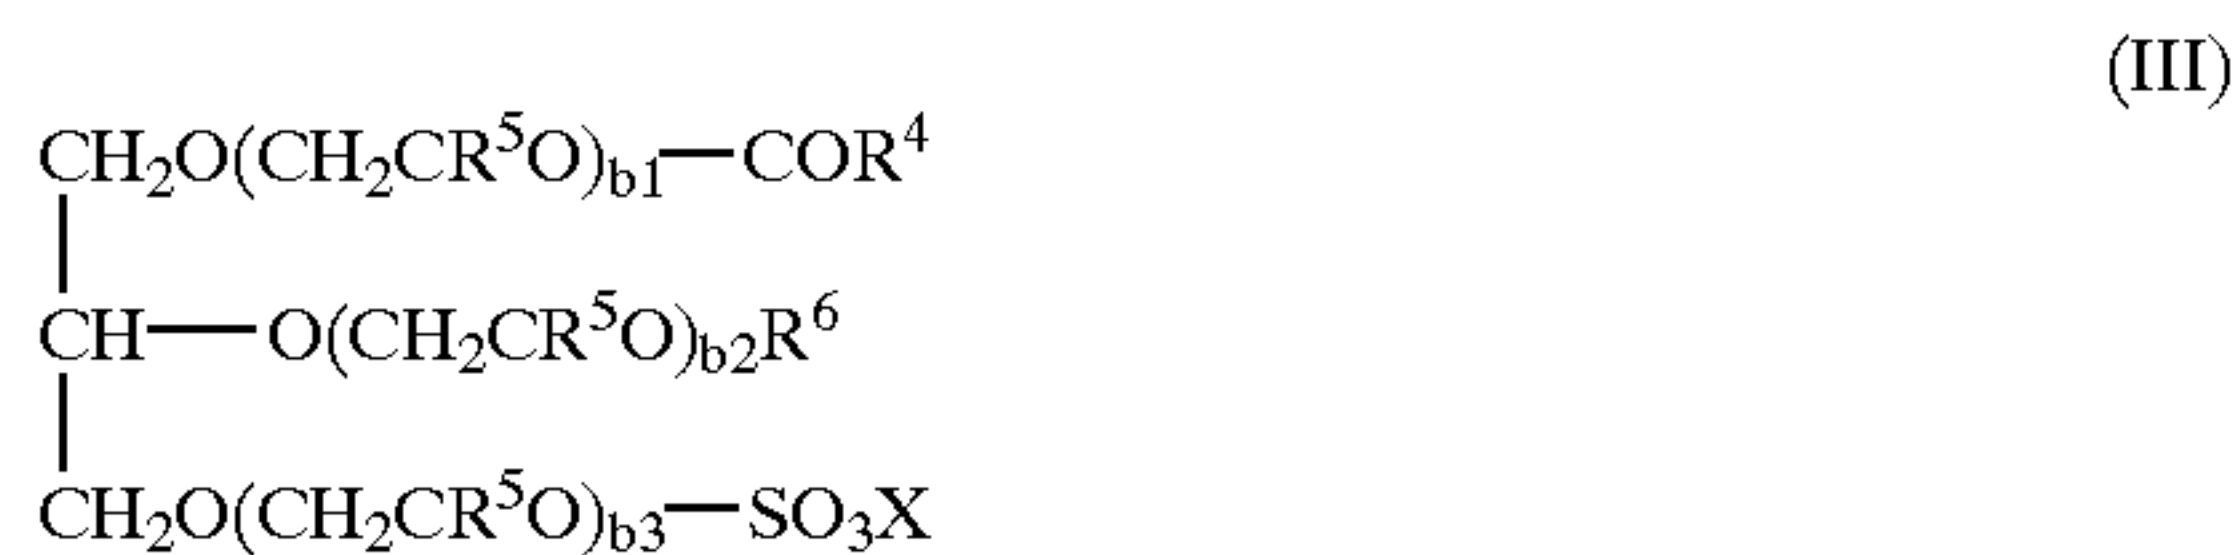 (III)
CH₂O(CH₂CR⁵O)b1—COR⁴
CH—O(CH₂CR⁵O)b2R⁶
CH₂O(CH₂CR⁵O)b3—SO₃X